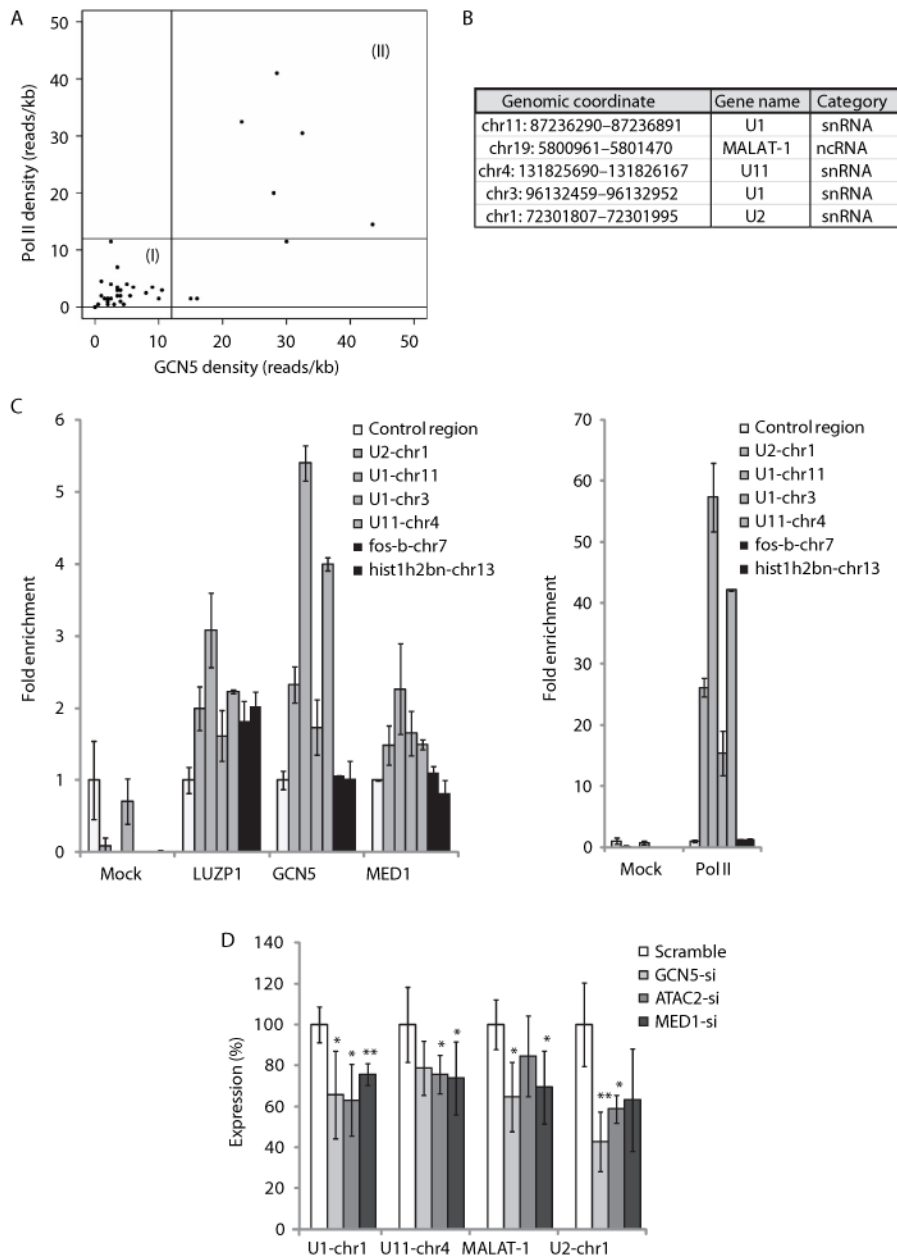 A
50
40
30
20
10
0
Pol II density (reads/kb)
(I)
(II)
0 10 20 30 40 50
GCN5 density (reads/kb)
B
Genomic coordinate Gene name Category
chr11: 87236290–87236891 U1 snRNA
chr19: 5800961–5801470 MALAT-1 ncRNA
chr4: 131825690–131826167 U11 snRNA
chr3: 96132459–96132952 U1 snRNA
chr1: 72301807–72301995 U2 snRNA
C
6
5
4
3
2
1
0
Fold enrichment
Control region
U2-chr1
U1-chr11
U1-chr3
U11-chr4
fos-b-chr7
hist1h2bn-chr13
Mock LUZP1 GCN5 MED1
70
60
50
40
30
20
10
0
Fold enrichment
Control region
U2-chr1
U1-chr11
U1-chr3
U11-chr4
fos-b-chr7
hist1h2bn-chr13
Mock Pol II
D
140
120
100
80
60
40
20
0
Expression (%)
Scramble
GCN5-si
ATAC2-si
MED1-si
* * ** * * * * ** *
U1-chr1 U11-chr4 MALAT-1 U2-chr1